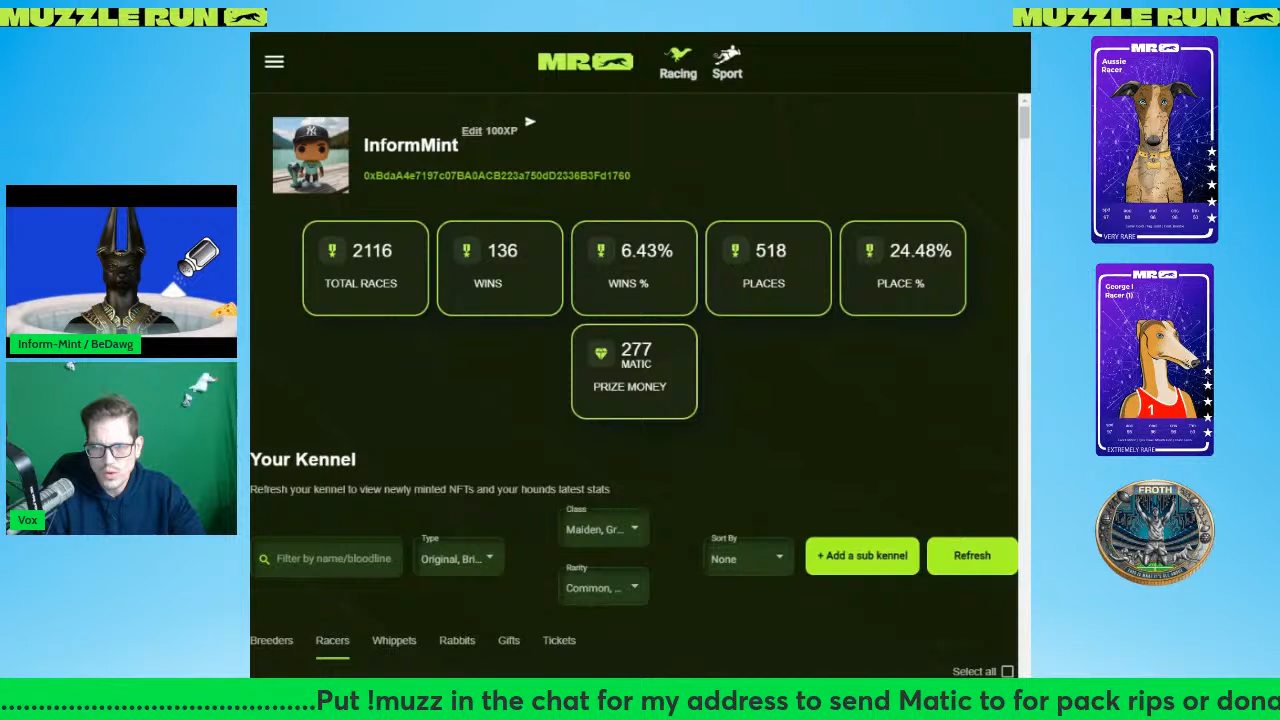 MUZZLE RUN
MUZZLE RUN
MR
Racing
Sport
InformMint
Edit 100XP
0xBdaA4e7197c07BA0ACB223a750dD2336B3Fd1760
2116
TOTAL RACES
136
WINS
6.43%
WINS %
518
PLACES
24.48%
PLACE %
277
MATIC
PRIZE MONEY
Your Kennel
Refresh your kennel to view newly minted NFTs and your hounds latest stats
Filter by name/bloodline
Type
Original, Bri...
Class
Maiden, Gr...
Rarity
Common, ...
Sort By
None
+ Add a sub kennel
Refresh
Breeders
Racers
Whippets
Rabbits
Gifts
Tickets
Select all
Inform-Mint / BeDawg
Vox
MR
Aussie
Racer
VERY RARE
MR
George I
Racer (1)
1
EXTREMELY RARE
FROTH
.......................................Put !muzz in the chat for my address to send Matic to for pack rips or dona